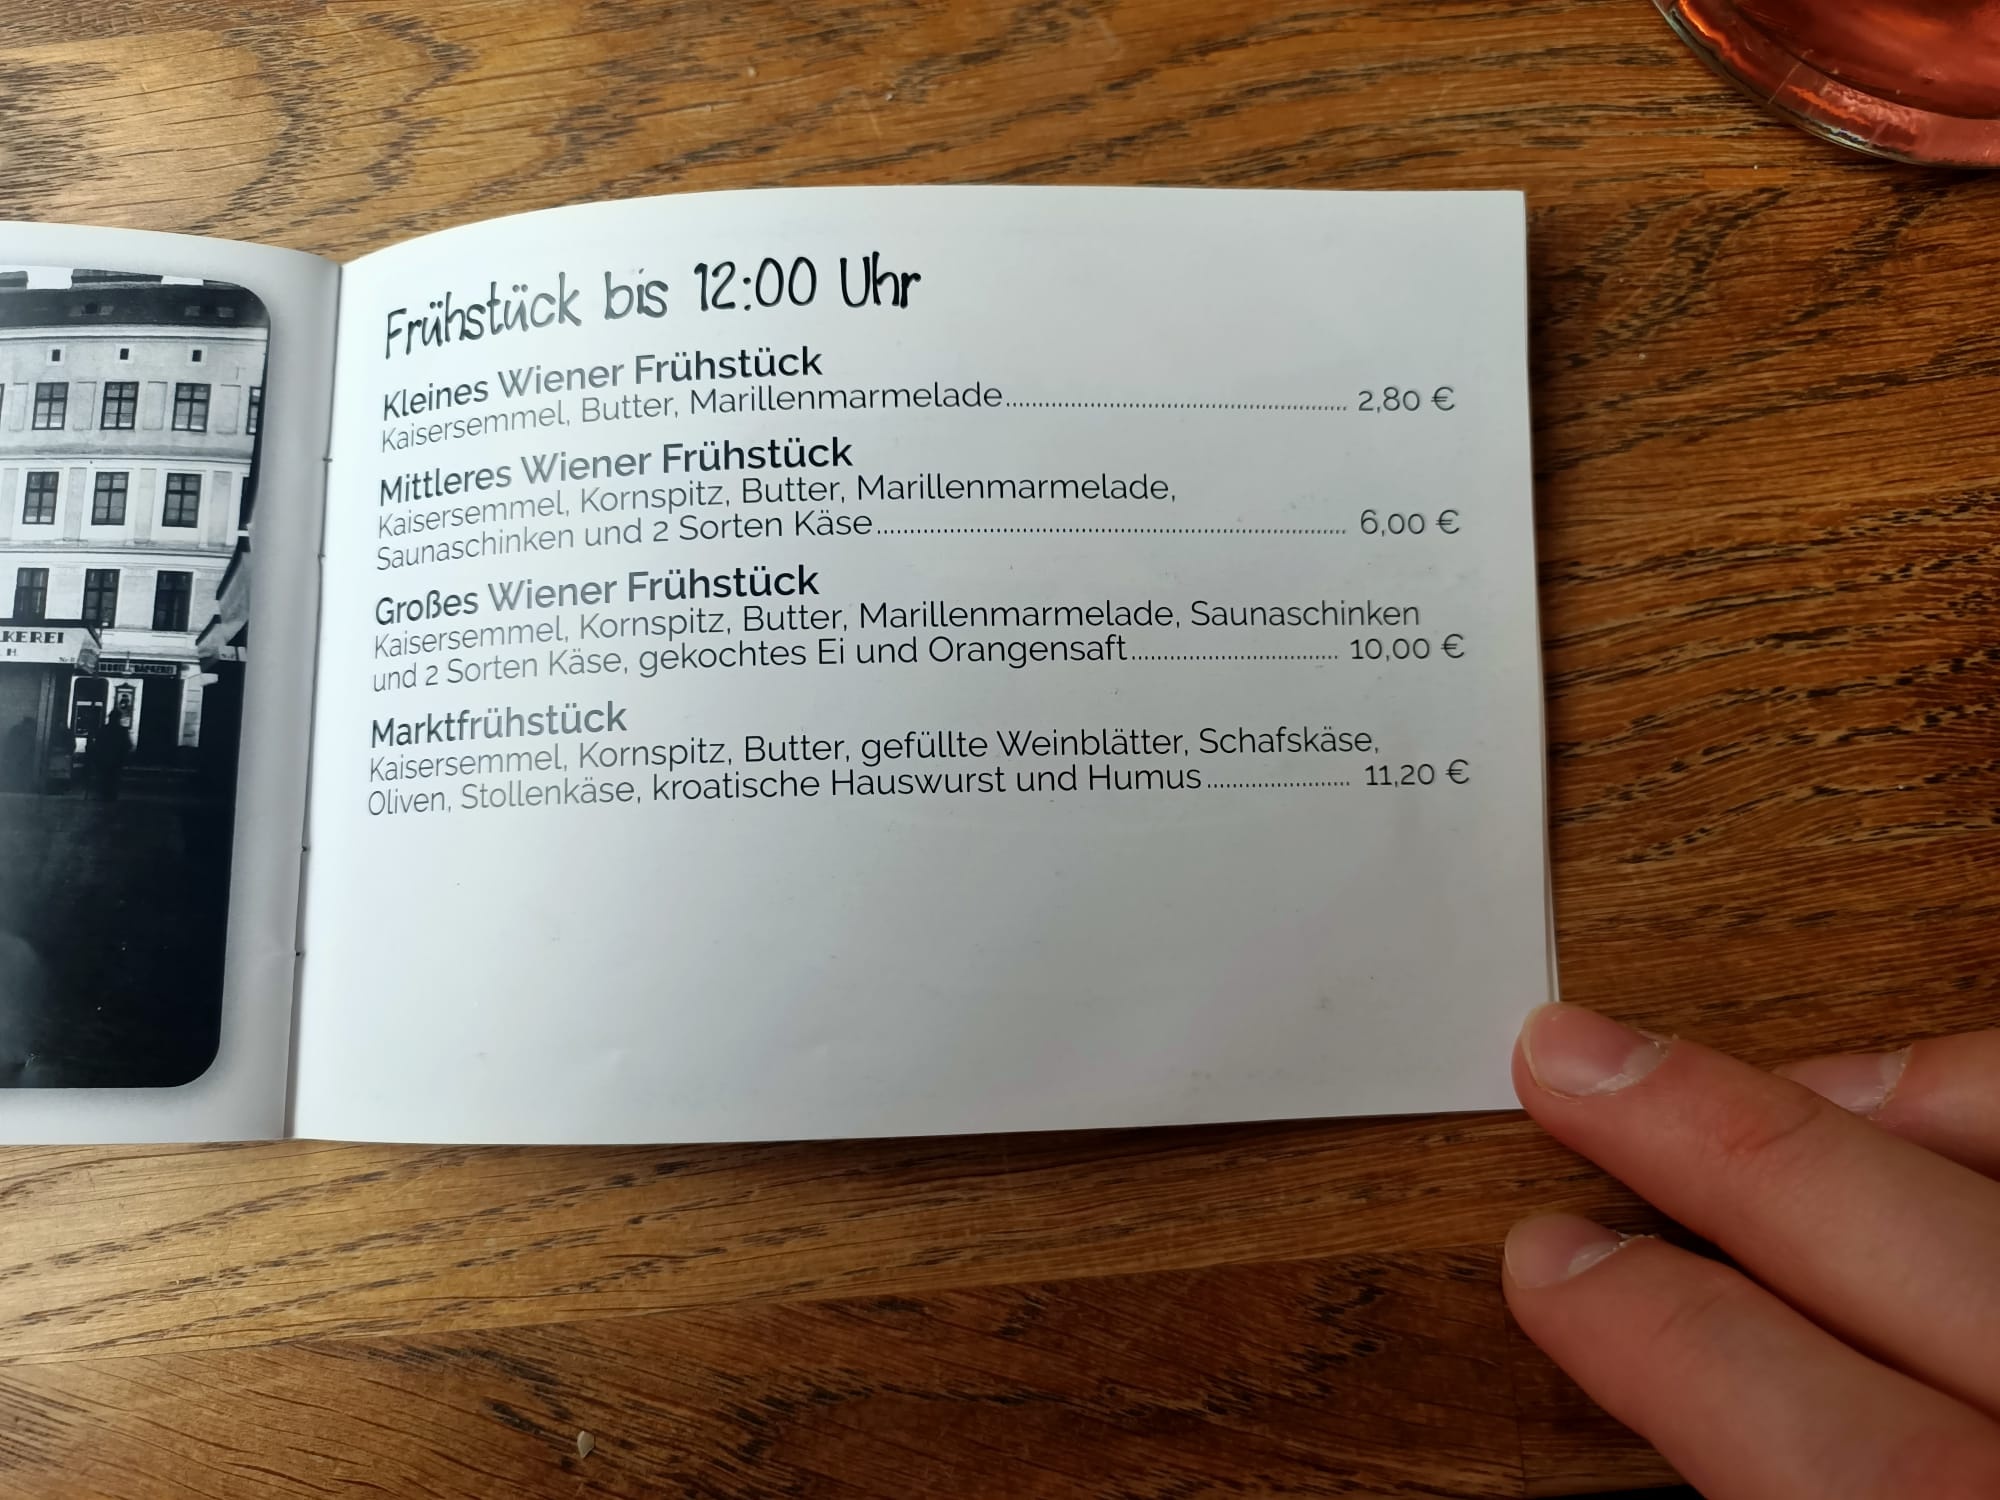 KEREI
H.
Frühstück bis 12:00 Uhr
Kleines Wiener Frühstück
Kaisersemmel, Butter, Marillenmarmelade 2,80 €
Mittleres Wiener Frühstück
Kaisersemmel, Kornspitz, Butter, Marillenmarmelade,
Saunaschinken und 2 Sorten Käse 6,00 €
Großes Wiener Frühstück
Kaisersemmel, Kornspitz, Butter, Marillenmarmelade, Saunaschinken
und 2 Sorten Käse, gekochtes Ei und Orangensaft 10,00 €
Marktfrühstück
Kaisersemmel, Kornspitz, Butter, gefüllte Weinblätter, Schafskäse,
Oliven, Stollenkäse, kroatische Hauswurst und Humus 11,20 €